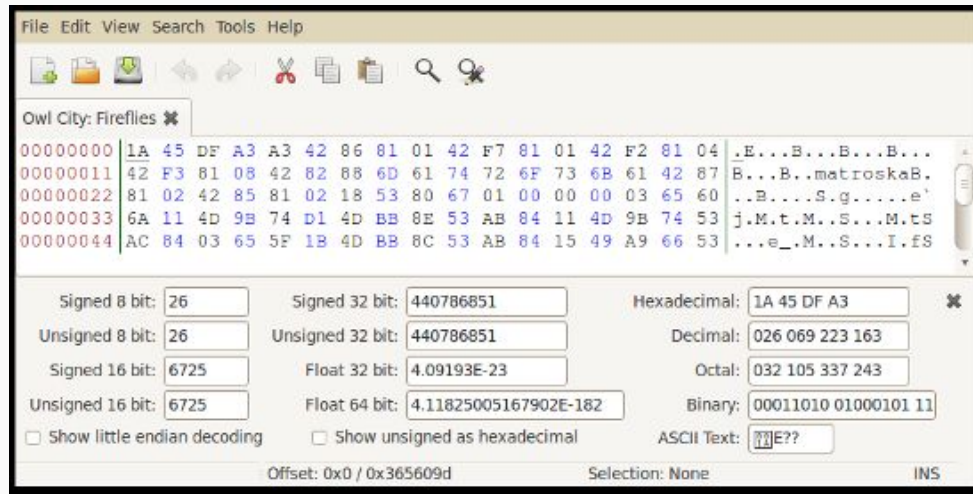 File Edit View Search Tools Help
Owl City: Fireflies ✖
00000000 1A 45 DF A3 A3 42 86 81 01 42 F7 81 01 42 F2 81 04 .E...B...B...B...
00000011 42 F3 81 08 42 82 88 6D 61 74 72 6F 73 6B 61 42 87 B...B..matroskaB.
00000022 81 02 42 85 81 02 18 53 80 67 01 00 00 00 03 65 60 ..B....S.g.....e`
00000033 6A 11 4D 9B 74 D1 4D BB 8E 53 AB 84 11 4D 9B 74 53 j.M.t.M..S...M.tS
00000044 AC 84 03 65 5F 1B 4D BB 8C 53 AB 84 15 49 A9 66 53 ...e_.M..S...I.fS
Signed 8 bit: 26 Signed 32 bit: 440786851 Hexadecimal: 1A 45 DF A3 ✖
Unsigned 8 bit: 26 Unsigned 32 bit: 440786851 Decimal: 026 069 223 163
Signed 16 bit: 6725 Float 32 bit: 4.09193E-23 Octal: 032 105 337 243
Unsigned 16 bit: 6725 Float 64 bit: 4.11825005167902E-182 Binary: 00011010 01000101 11
Show little endian decoding Show unsigned as hexadecimal ASCII Text: E??
Offset: 0x0 / 0x365609d Selection: None INS